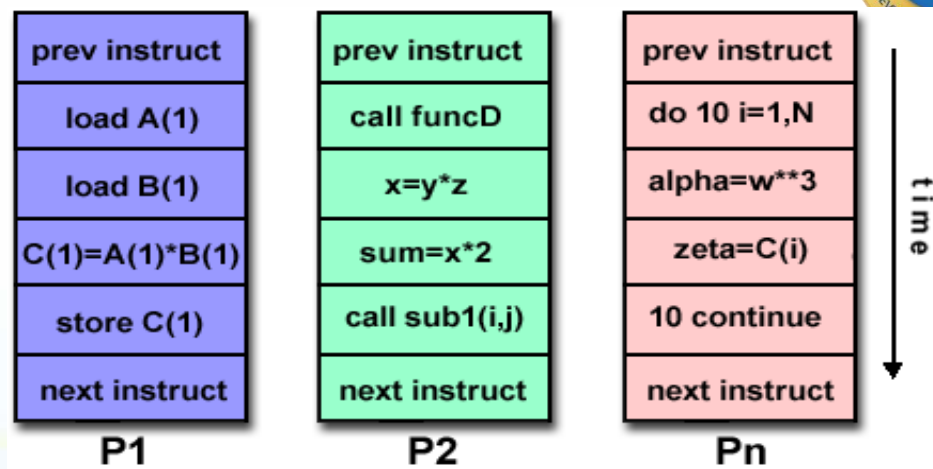 prev instruct
load A(1)
load B(1)
C(1)=A(1)*B(1)
store C(1)
next instruct
P1
prev instruct
call funcD
x=y*z
sum=x*2
call sub1(i,j)
next instruct
P2
prev instruct
do 10 i=1,N
alpha=w**3
zeta=C(i)
10 continue
next instruct
Pn
time